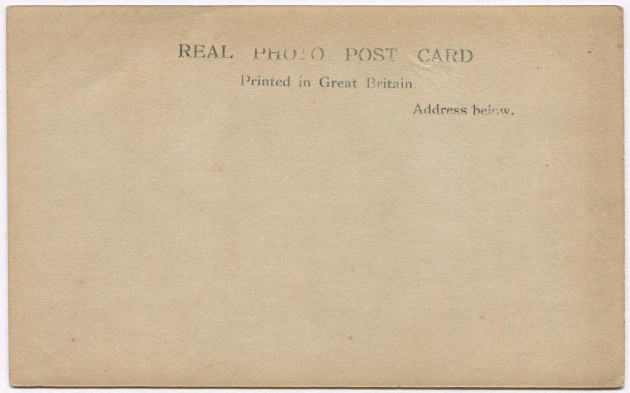 REAL PHOTO POST CARD
Printed in Great Britain
Address below.